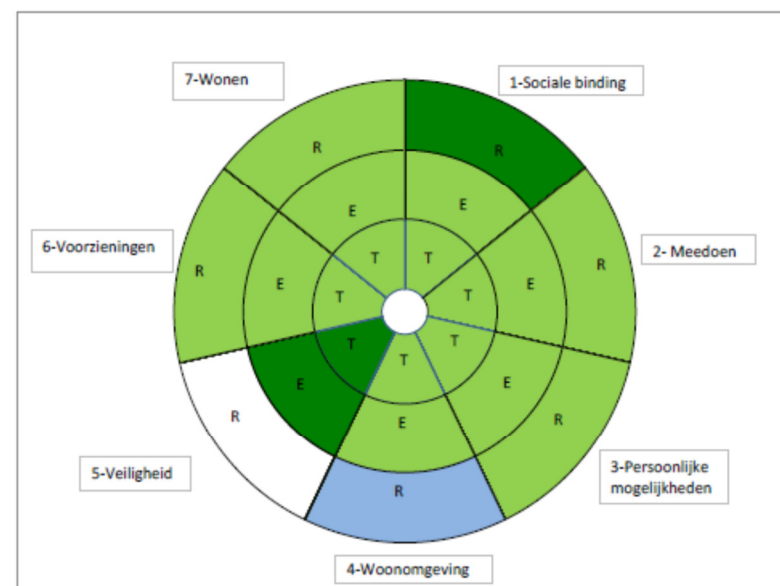 7-Wonen
1-Sociale binding
R
R
E
E
6-Voorzieningen
T
T
2- Meedoen
R
E
T
T
E
R
T
T
T
E
E
R
E
R
R
5-Veiligheid
3-Persoonlijke
mogelijkheden
R
4-Woonomgeving